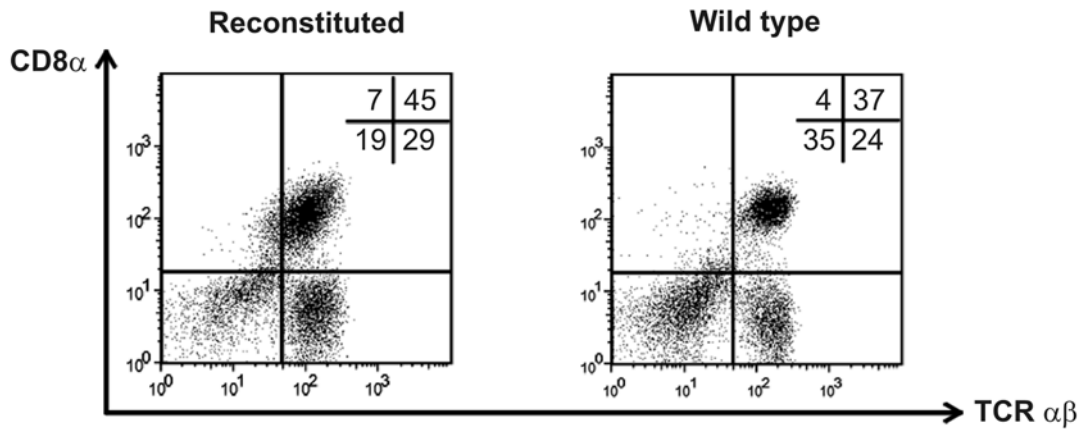 Reconstituted
Wild type
CD8α
7 45
19 29
4 37
35 24
10³
10²
10¹
10⁰
10⁰ 10¹ 10² 10³
10³
10²
10¹
10⁰
10⁰ 10¹ 10² 10³
TCR αβ